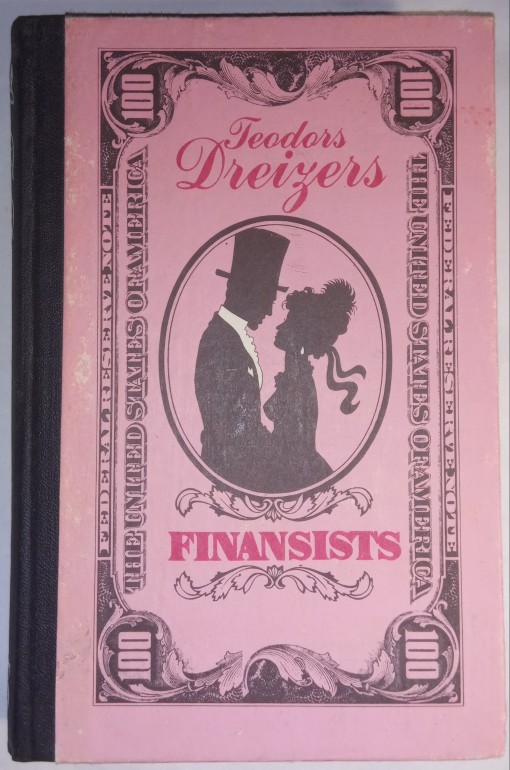 100
100
Teodors
Dreizers
THE UNITED STATES OF AMERICA
FEDERAL RESERVE NOTE
THE UNITED STATES OF AMERICA
FEDERAL RESERVE NOTE
FINANSISTS
100
100